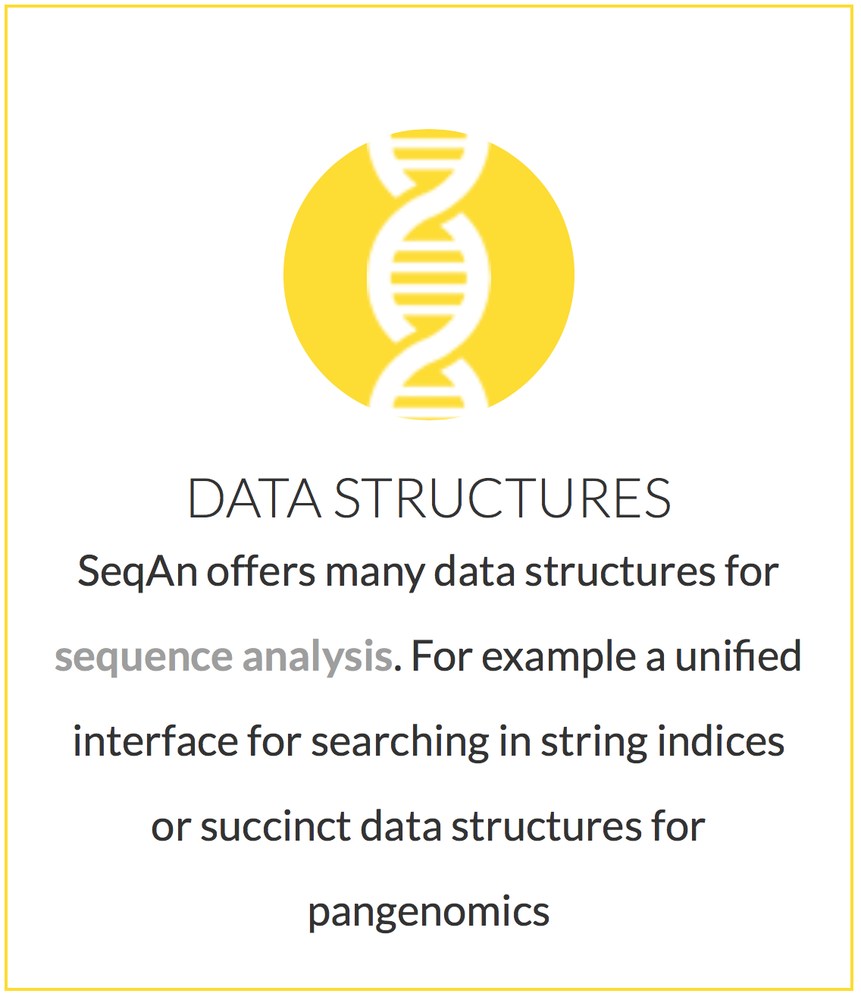 DATA STRUCTURES
SeqAn offers many data structures for
sequence analysis. For example a unified
interface for searching in string indices
or succinct data structures for
pangenomics